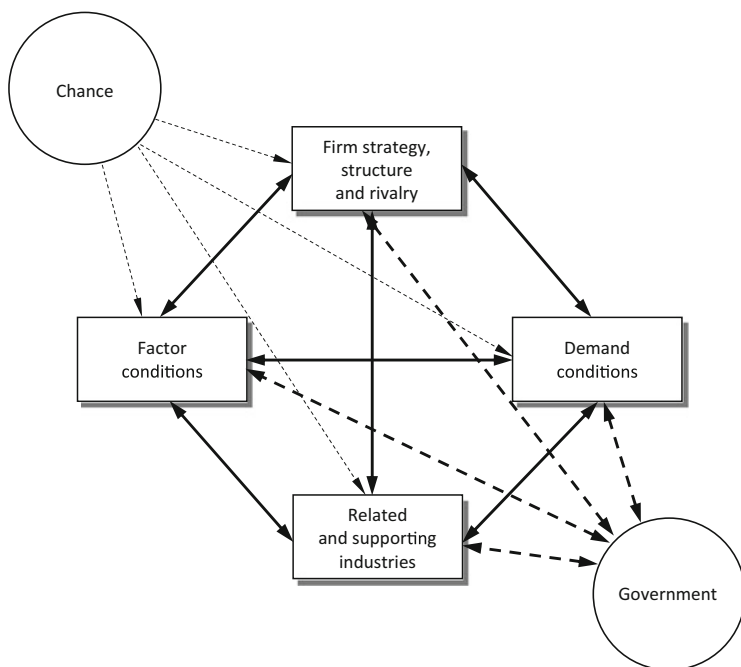 Chance
Firm strategy,
structure
and rivalry
Factor
conditions
Demand
conditions
Related
and supporting
industries
Government